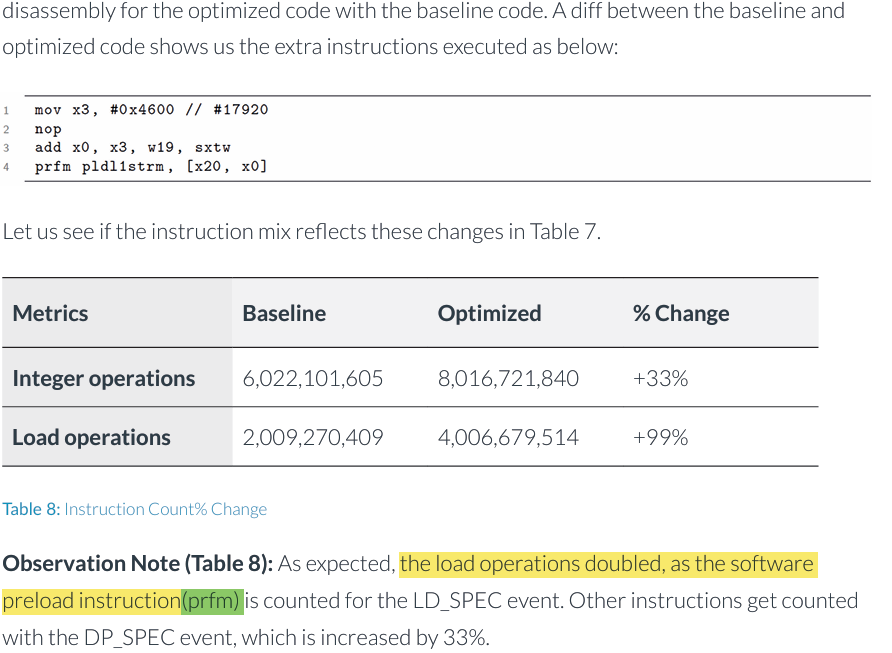 disassembly for the optimized code with the baseline code. A diff between the baseline and
optimized code shows us the extra instructions executed as below:
1 mov x3, #0x4600 // #17920
2 nop
3 add x0, x3, w19, sxtw
4 prfm pldl1strm, [x20, x0]
Let us see if the instruction mix reflects these changes in Table 7.
Metrics Baseline Optimized % Change
Integer operations 6,022,101,605 8,016,721,840 +33%
Load operations 2,009,270,409 4,006,679,514 +99%
Table 8: Instruction Count% Change
Observation Note (Table 8): As expected, the load operations doubled, as the software
preload instruction(prfm) is counted for the LD_SPEC event. Other instructions get counted
with the DP_SPEC event, which is increased by 33%.